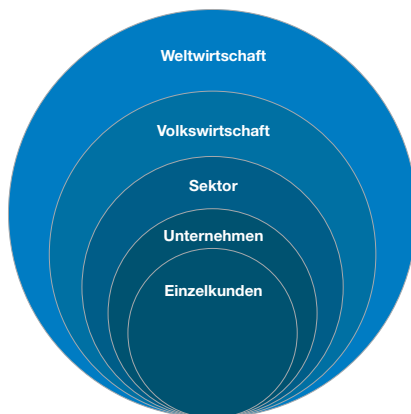 Weltwirtschaft
Volkswirtschaft
Sektor
Unternehmen
Einzelkunden